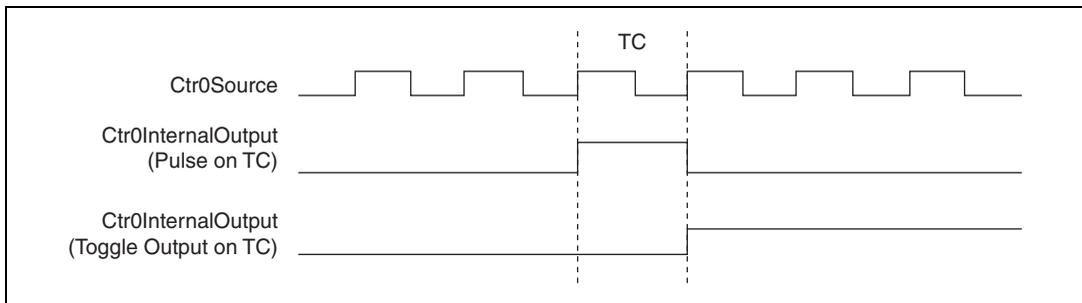 TC
Ctr0Source
Ctr0InternalOutput
(Pulse on TC)
Ctr0InternalOutput
(Toggle Output on TC)